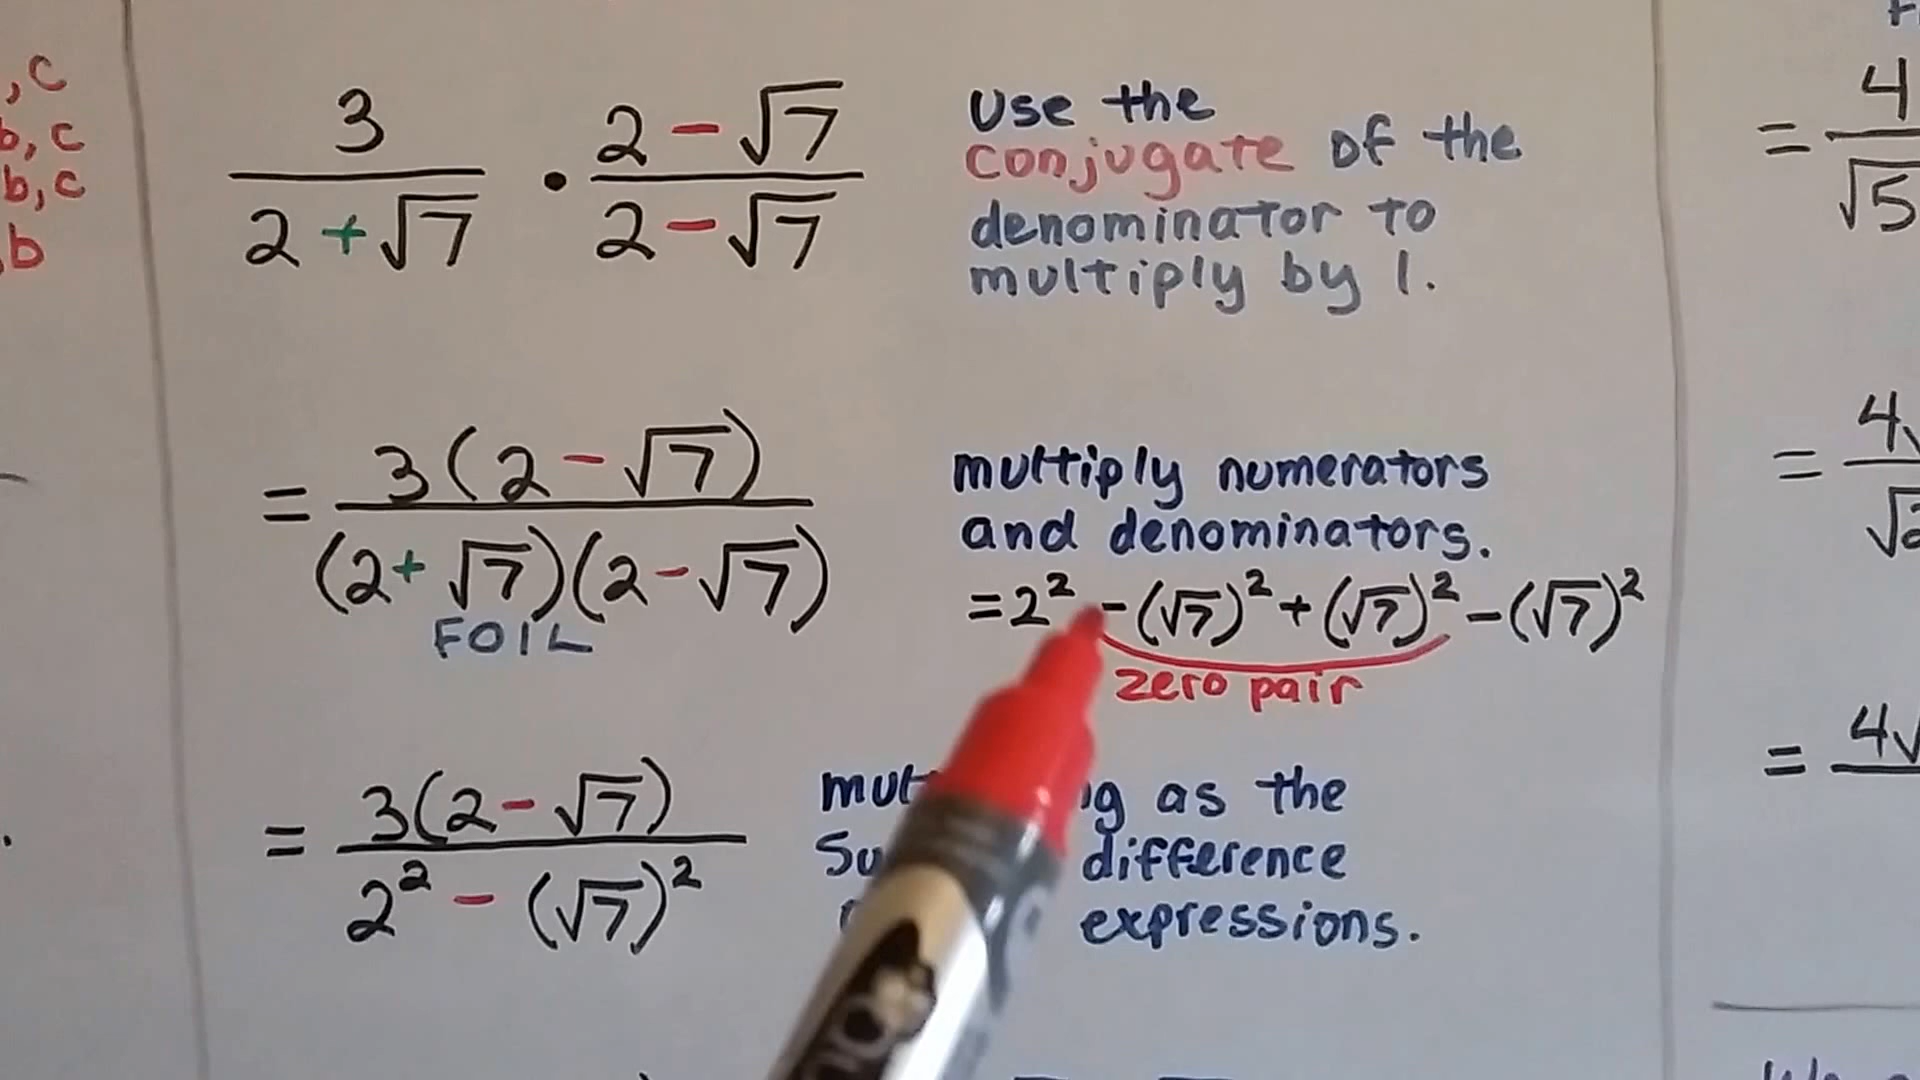 , c
b, c
b, c
b
3/(2 + √7) · (2 - √7)/(2 - √7)
Use the
conjugate of the
denominator to
multiply by 1.
= 3(2 - √7)/((2 + √7)(2 - √7))
FOIL
multiply numerators
and denominators.
= 2² - (√7)² + (√7)² - (√7)²
zero pair
= 3(2 - √7)/(2² - (√7)²)
as the
difference
expressions.
= 4
√5
= 4√
= 4√